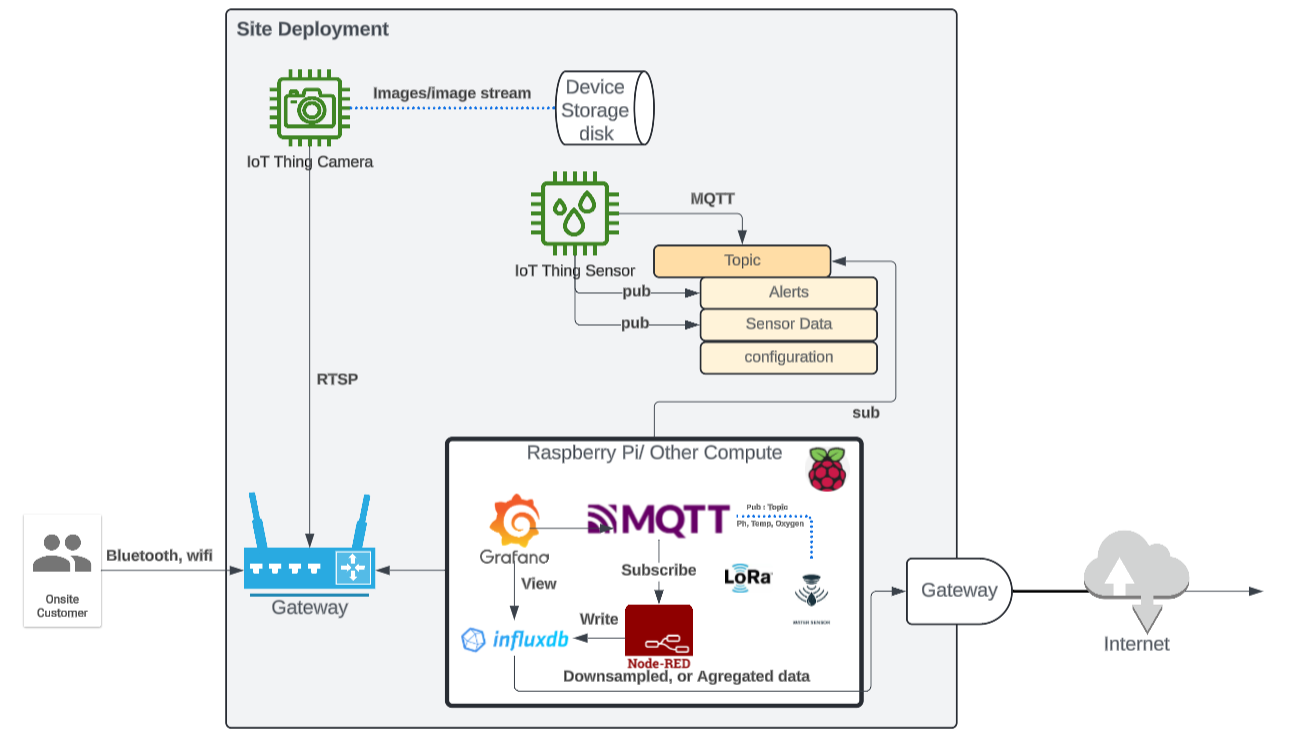 Site Deployment
Images/image stream
Device
Storage
disk
IoT Thing Camera
MQTT
IoT Thing Sensor
Topic
pub
Alerts
pub
Sensor Data
configuration
RTSP
sub
Raspberry Pi/ Other Compute
Grafana
MQTT
Pub : Topic
Ph, Temp, Oxygen
Bluetooth, wifi
Onsite
Customer
Gateway
View
Subscribe
LoRa
WATER SENSOR
Write
influxdb
Node-RED
Downsampled, or Agregated data
Gateway
Internet